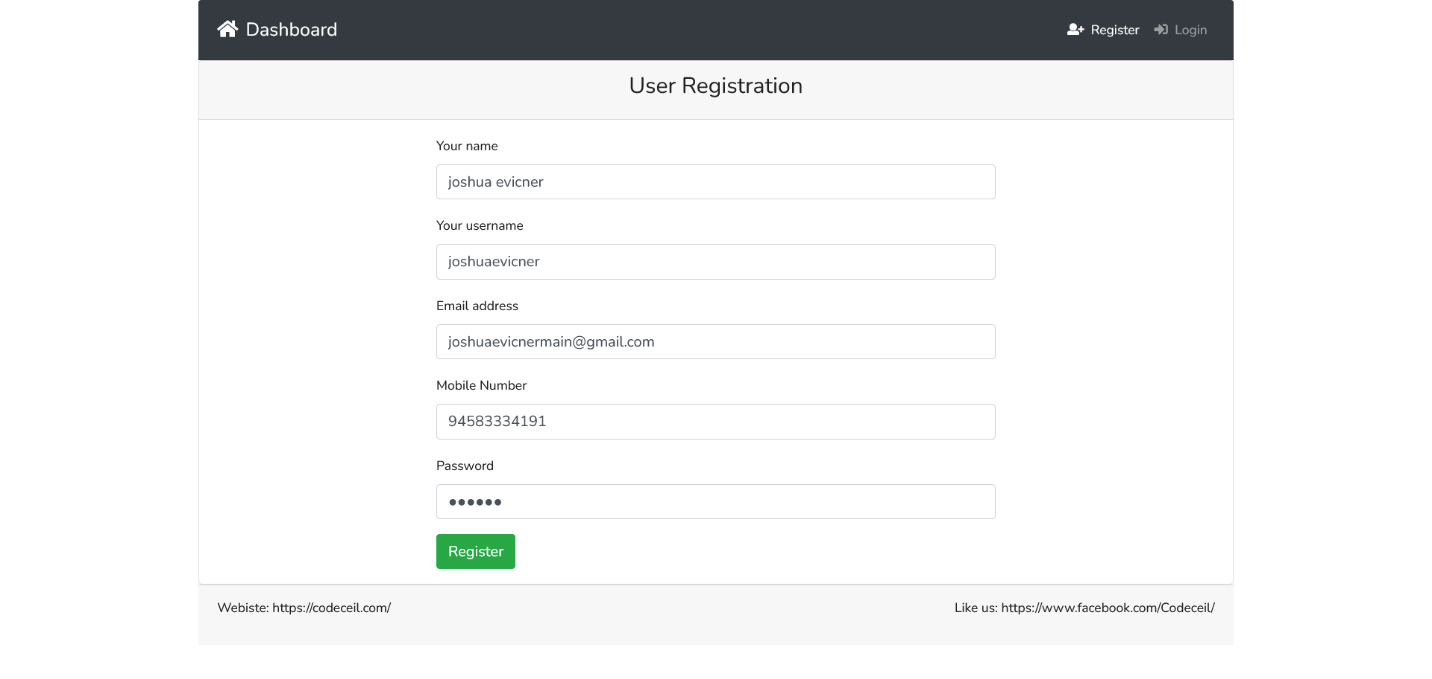 Dashboard
Register
Login
User Registration
Your name
joshua evicner
Your username
joshuaevicner
Email address
joshuaevicnermain@gmail.com
Mobile Number
94583334191
Password
●●●●●●
Register
Webiste: https://codeceil.com/
Like us: https://www.facebook.com/Codeceil/